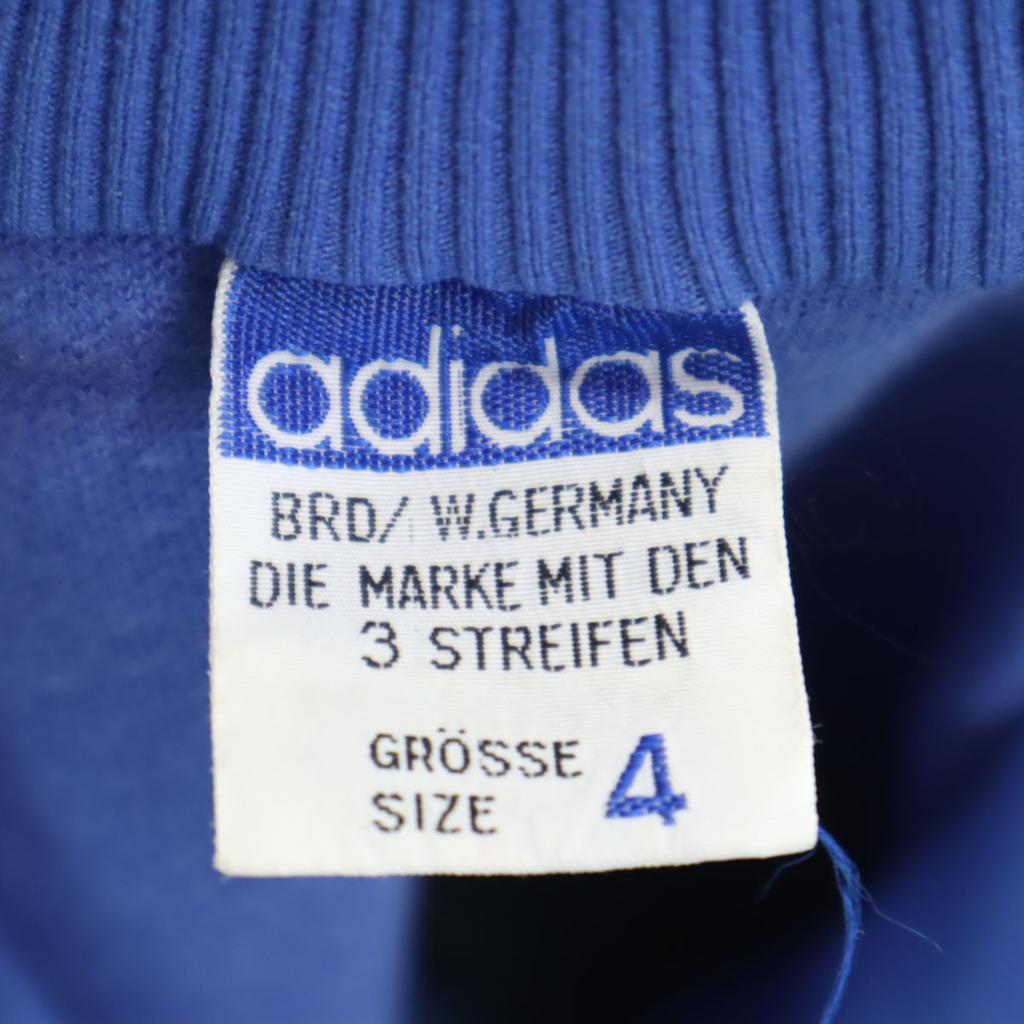 adidas
BRD/ W.GERMANY
DIE MARKE MIT DEN
3 STREIFEN
GRÖSSE 4
SIZE